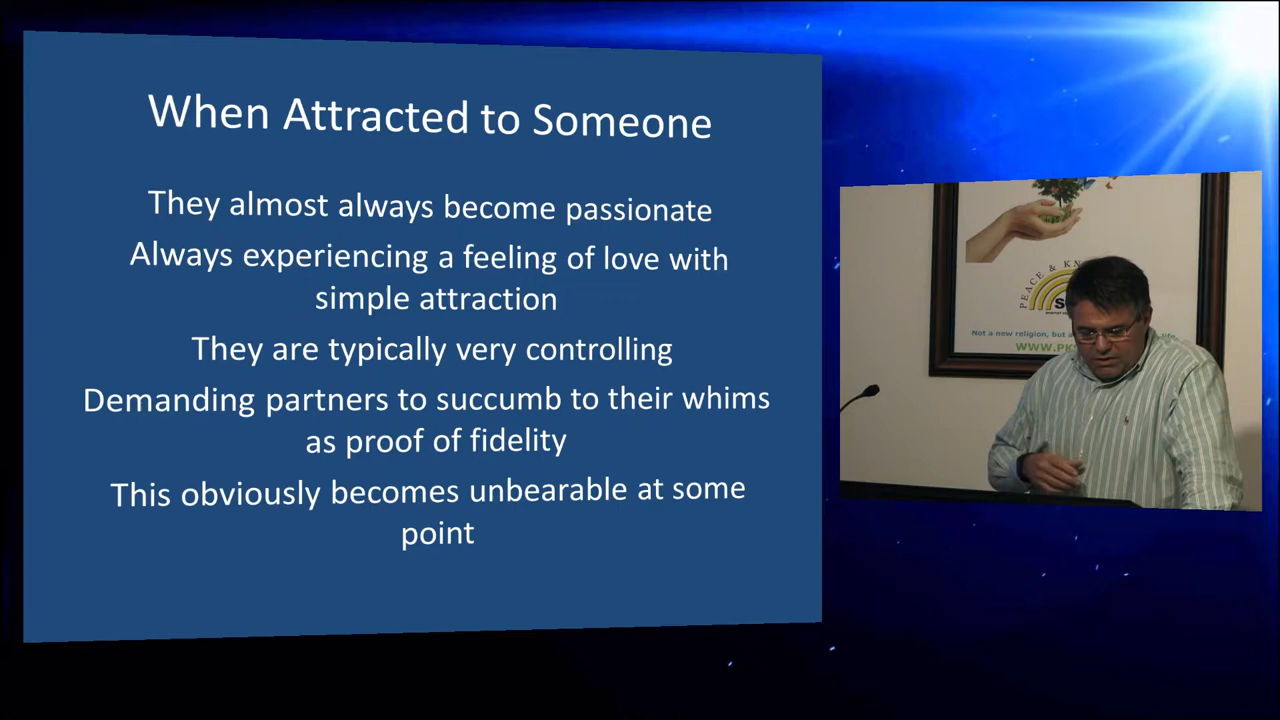 When Attracted to Someone
They almost always become passionate
Always experiencing a feeling of love with
simple attraction
They are typically very controlling
Demanding partners to succumb to their whims
as proof of fidelity
This obviously becomes unbearable at some
point
PEACE &
Not a new religion, but a
WWW.PK